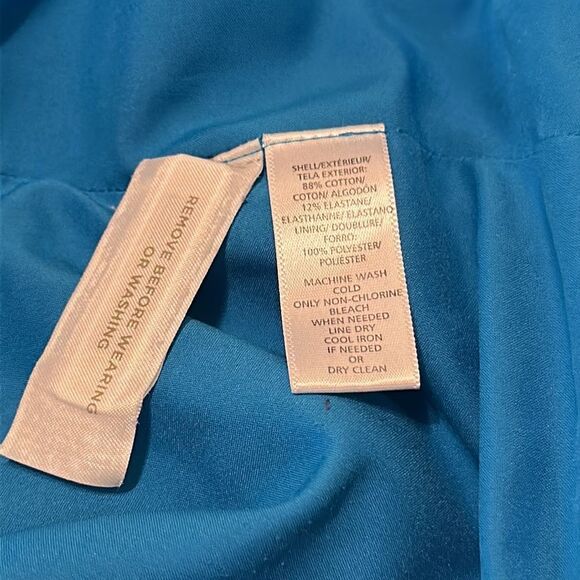 REMOVE BEFORE WEARING
OR WASHING
SHELL/EXTÉRIEUR/
TELA EXTERIOR:
88% COTTON/
COTON/ ALGODÓN
12% ELASTANE/
ELASTHANNE/ ELASTANO
LINING/ DOUBLURE/
FORRO:
100% POLYESTER/
POLIÉSTER
MACHINE WASH
COLD
ONLY NON-CHLORINE
BLEACH
WHEN NEEDED
LINE DRY
COOL IRON
IF NEEDED
OR
DRY CLEAN